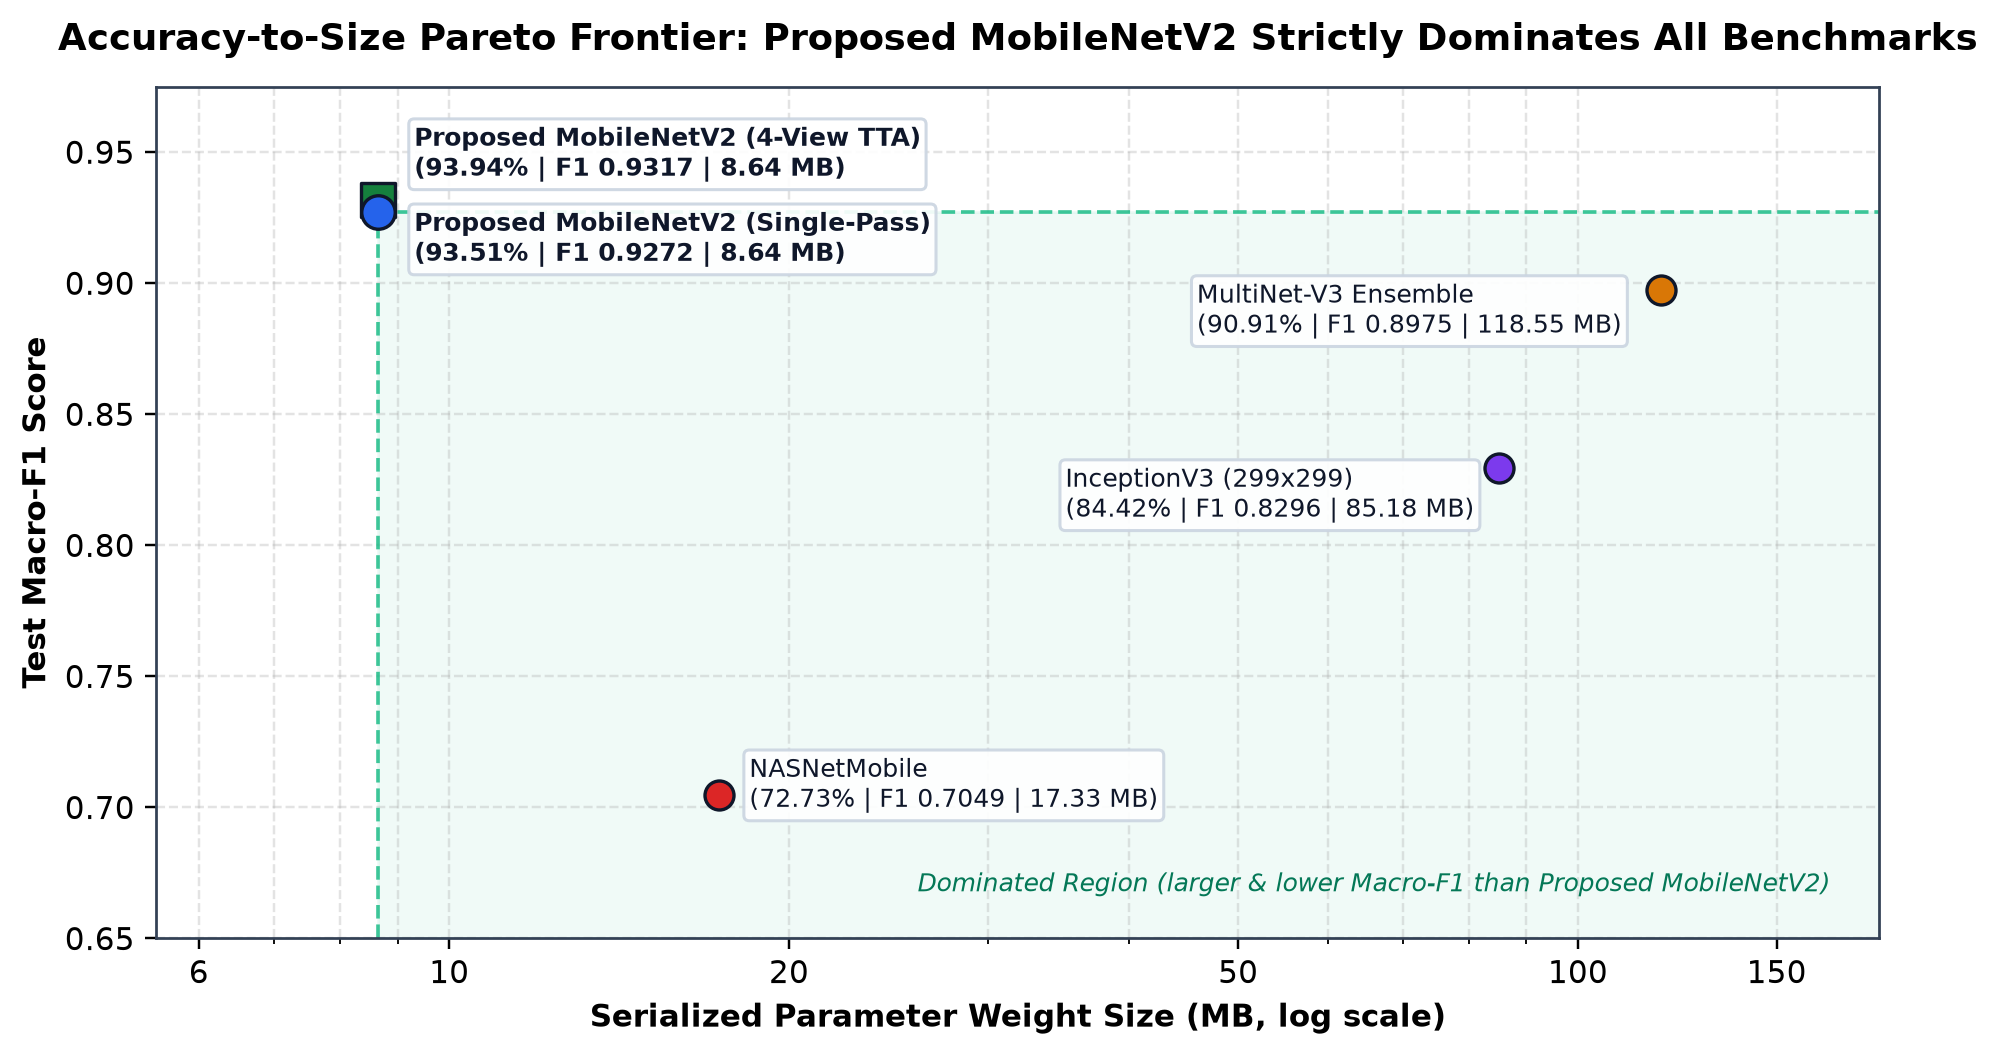 Accuracy-to-Size Pareto Frontier: Proposed MobileNetV2 Strictly Dominates All Benchmarks
Test Macro-F1 Score
0.95
0.90
0.85
0.80
0.75
0.70
0.65
Proposed MobileNetV2 (4-View TTA)
(93.94% | F1 0.9317 | 8.64 MB)
Proposed MobileNetV2 (Single-Pass)
(93.51% | F1 0.9272 | 8.64 MB)
MultiNet-V3 Ensemble
(90.91% | F1 0.8975 | 118.55 MB)
InceptionV3 (299x299)
(84.42% | F1 0.8296 | 85.18 MB)
NASNetMobile
(72.73% | F1 0.7049 | 17.33 MB)
Dominated Region (larger & lower Macro-F1 than Proposed MobileNetV2)
6 10 20 50 100 150
Serialized Parameter Weight Size (MB, log scale)